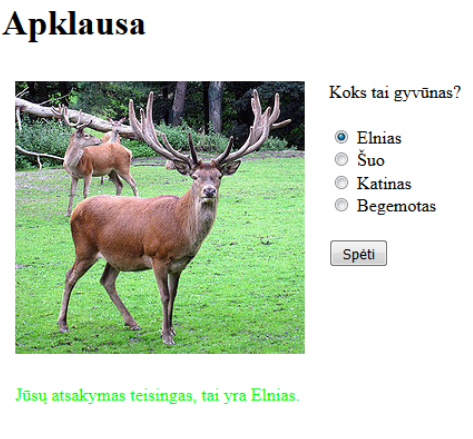 Apklausa
Koks tai gyvūnas?
Elnias
Šuo
Katinas
Begemotas
Spėti
Jūsų atsakymas teisingas, tai yra Elnias.